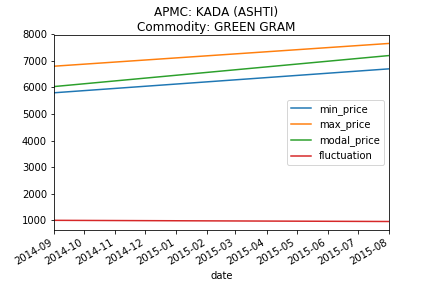 APMC: KADA (ASHTI)
Commodity: GREEN GRAM
8000
7000
6000
5000
4000
3000
2000
1000
min_price
max_price
modal_price
fluctuation
2014-09
2014-10
2014-11
2014-12
2015-01
2015-02
2015-03
2015-04
2015-05
2015-06
2015-07
2015-08
date